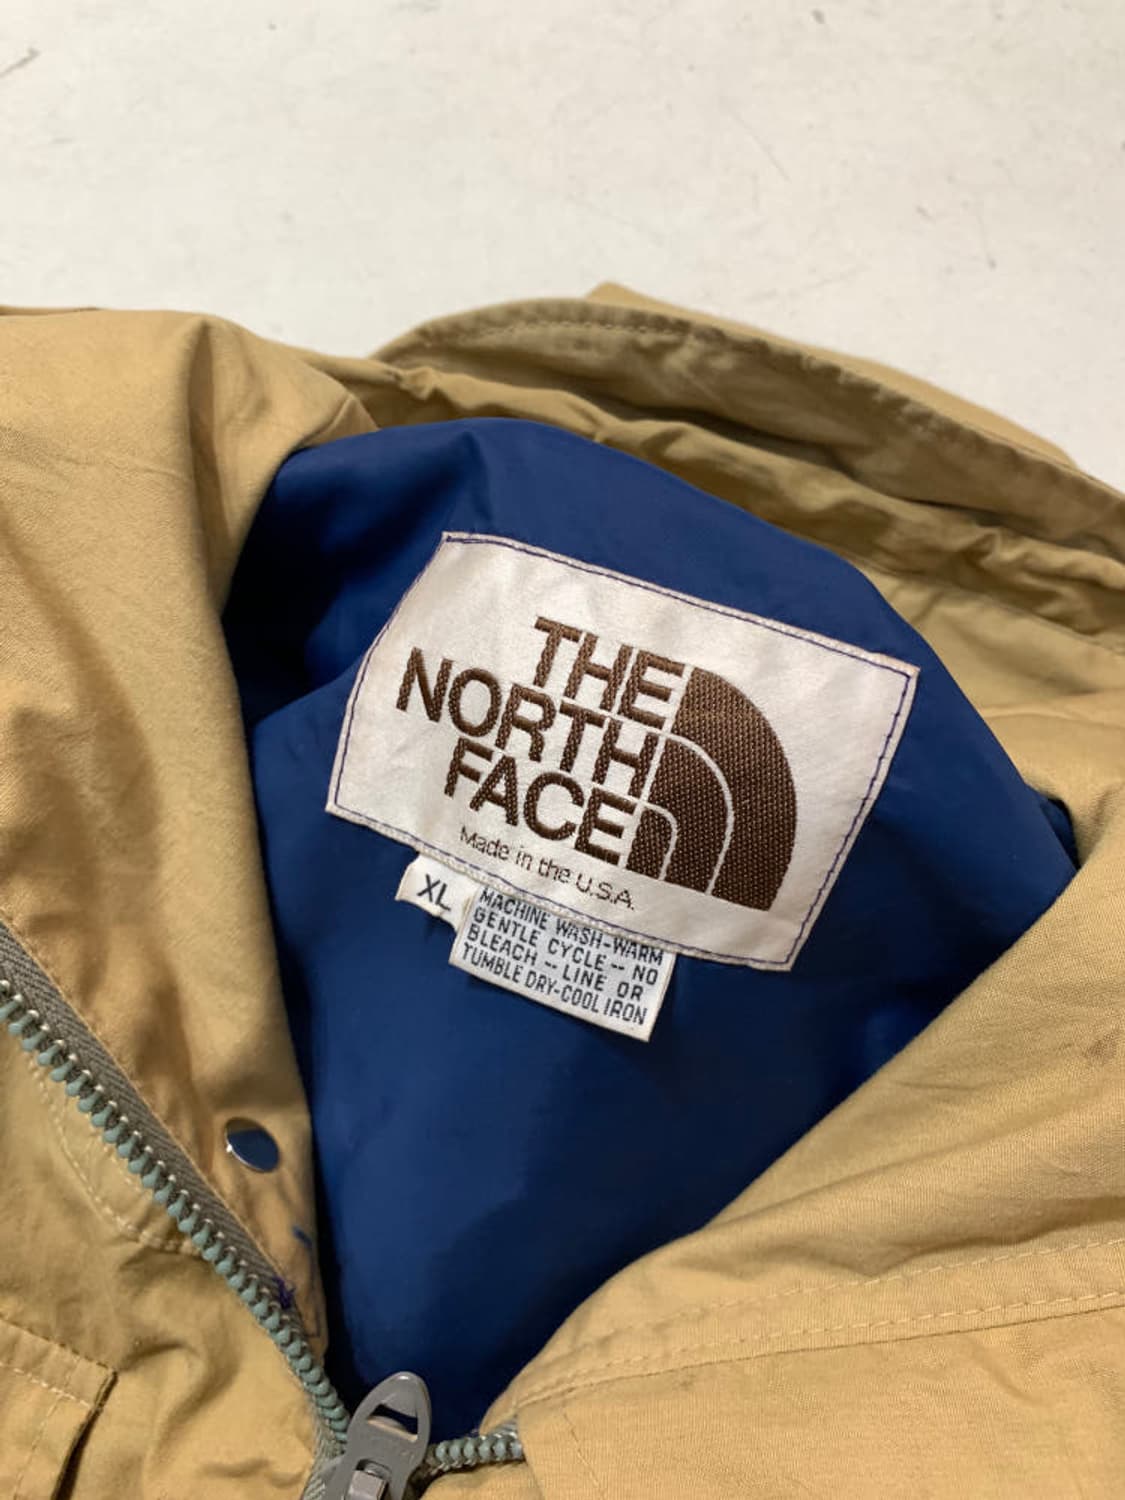 THE
NORTH
FACE
Made in the U.S.A.
XL
MACHINE WASH-WARM
GENTLE CYCLE -- NO
BLEACH -- LINE OR
TUMBLE DRY-COOL IRON